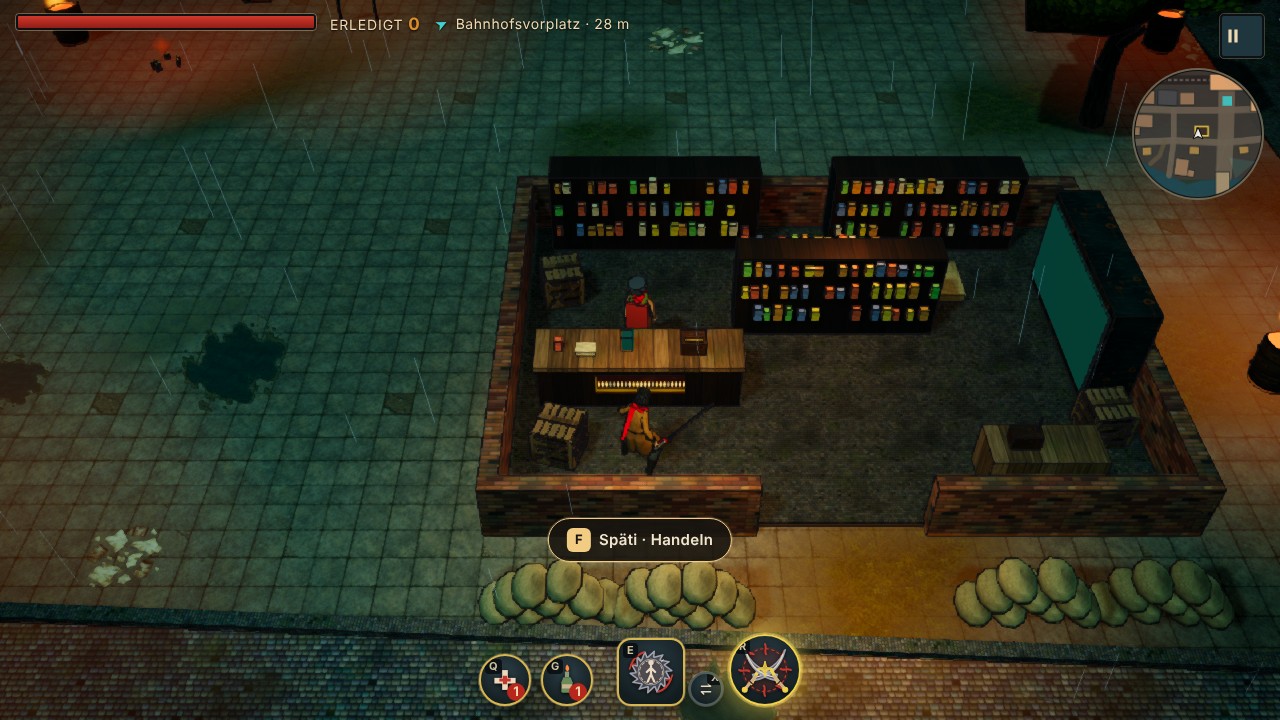 ERLEDIGT 0
Bahnhofsvorplatz · 28 m
F Späti · Handeln
Q
1
G
1
E
R